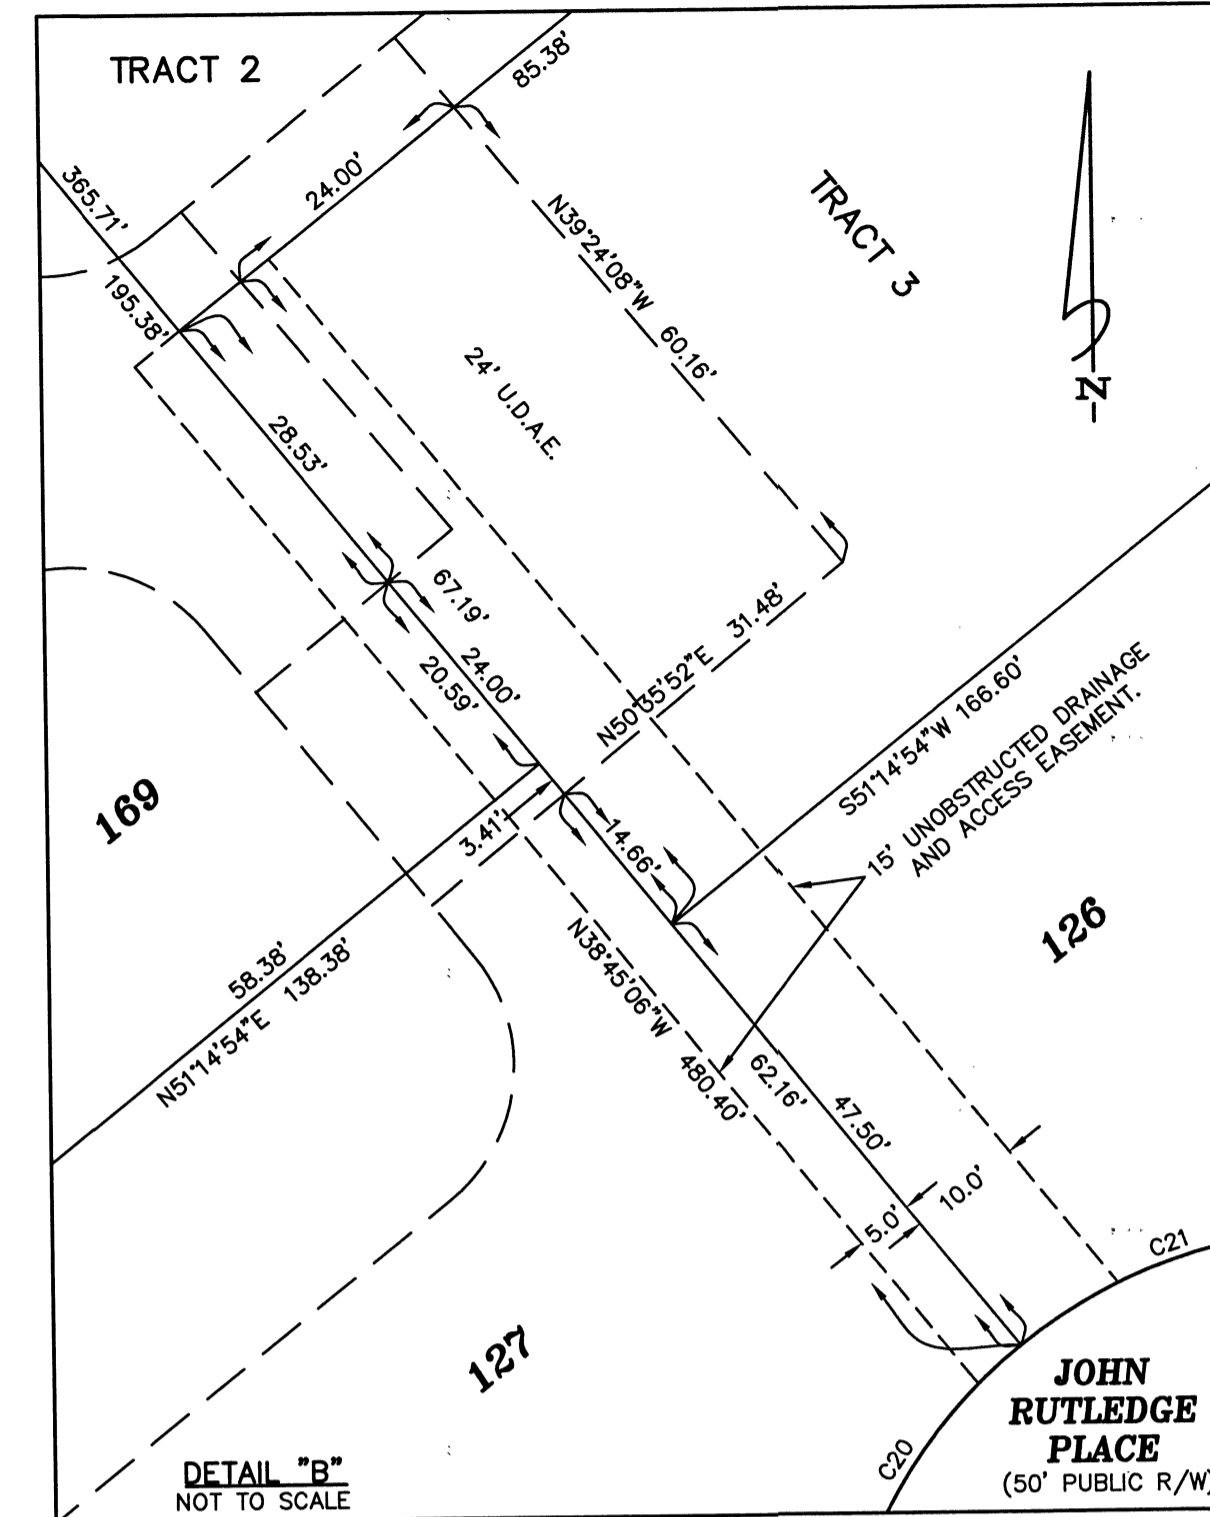 TRACT 2
85.38'
24.00'
365.71'
195.38'
N39°24'08"W 60.16'
TRACT 3
N
24' U.D.A.E.
28.53'
67.19'
24.00'
20.59'
N50°35'52"E 31.48'
S51°14'54"W 166.60'
15' UNOBSTRUCTED DRAINAGE
AND ACCESS EASEMENT.
169
3.41'
14.66'
126
58.38'
N51°14'54"E 138.38'
N38°45'06"W 480.40'
62.16'
47.50'
10.0'
5.0'
C21
127
JOHN
RUTLEDGE
PLACE
(50' PUBLIC R/W)
C20
DETAIL "B"
NOT TO SCALE